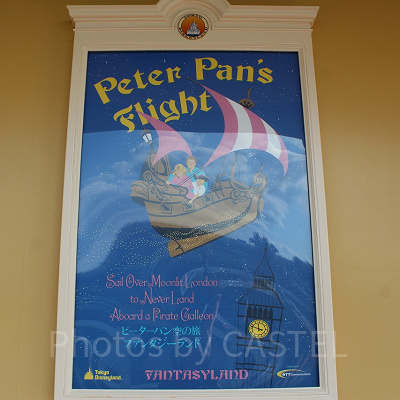 Peter Pan's
Flight
Sail Over Moonlit London
to Never Land
Aboard a Pirate Galleon
ピーターパン空の旅
ファンタジーランド
Photos by CASTEL
Tokyo
Disneyland
FANTASYLAND
NTT